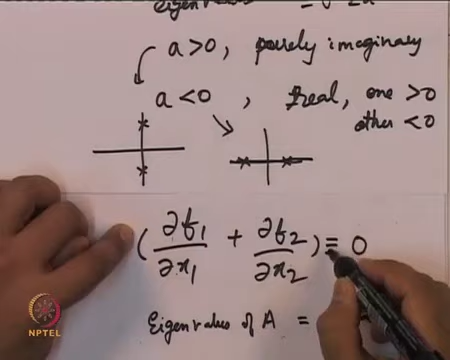 Eigenvalues =
a > 0, purely imaginary
a < 0, real, one > 0
other < 0
(∂f₁/∂x₁ + ∂f₂/∂x₂) ≡ 0
Eigenvalues of A =
NPTEL